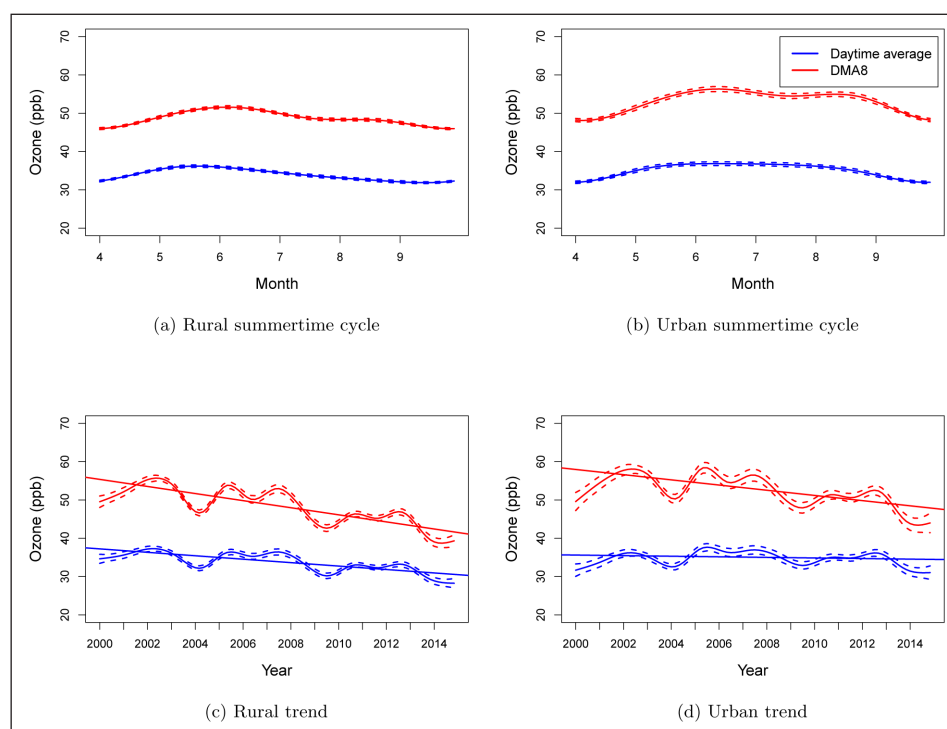 70
60
50
40
30
20
Ozone (ppb)
4 5 6 7 8 9
Month
(a) Rural summertime cycle
70
60
50
40
30
20
Ozone (ppb)
Daytime average
DMA8
4 5 6 7 8 9
Month
(b) Urban summertime cycle
70
60
50
40
30
20
Ozone (ppb)
2000 2002 2004 2006 2008 2010 2012 2014
Year
(c) Rural trend
70
60
50
40
30
20
Ozone (ppb)
2000 2002 2004 2006 2008 2010 2012 2014
Year
(d) Urban trend